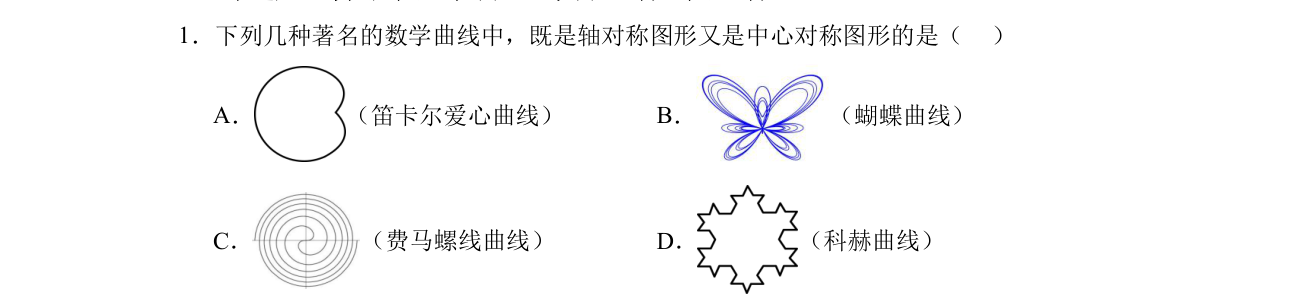 1．下列几种著名的数学曲线中，既是轴对称图形又是中心对称图形的是（　）
A．（笛卡尔爱心曲线）　B．（蝴蝶曲线）
C．（费马螺线曲线）　D．（科赫曲线）